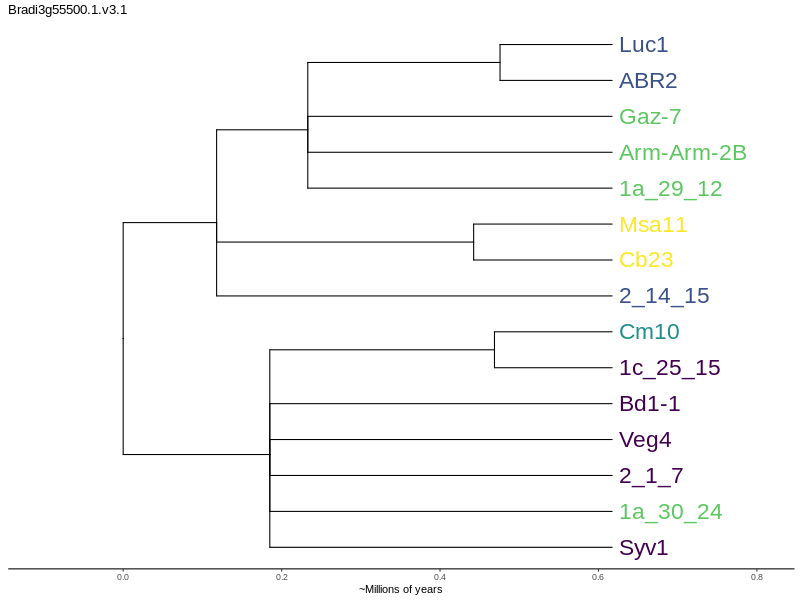 Bradi3g55500.1.v3.1
Luc1
ABR2
Gaz-7
Arm-Arm-2B
1a_29_12
Msa11
Cb23
2_14_15
Cm10
1c_25_15
Bd1-1
Veg4
2_1_7
1a_30_24
Syv1
0.0 0.2 0.4 0.6 0.8
~Millions of years